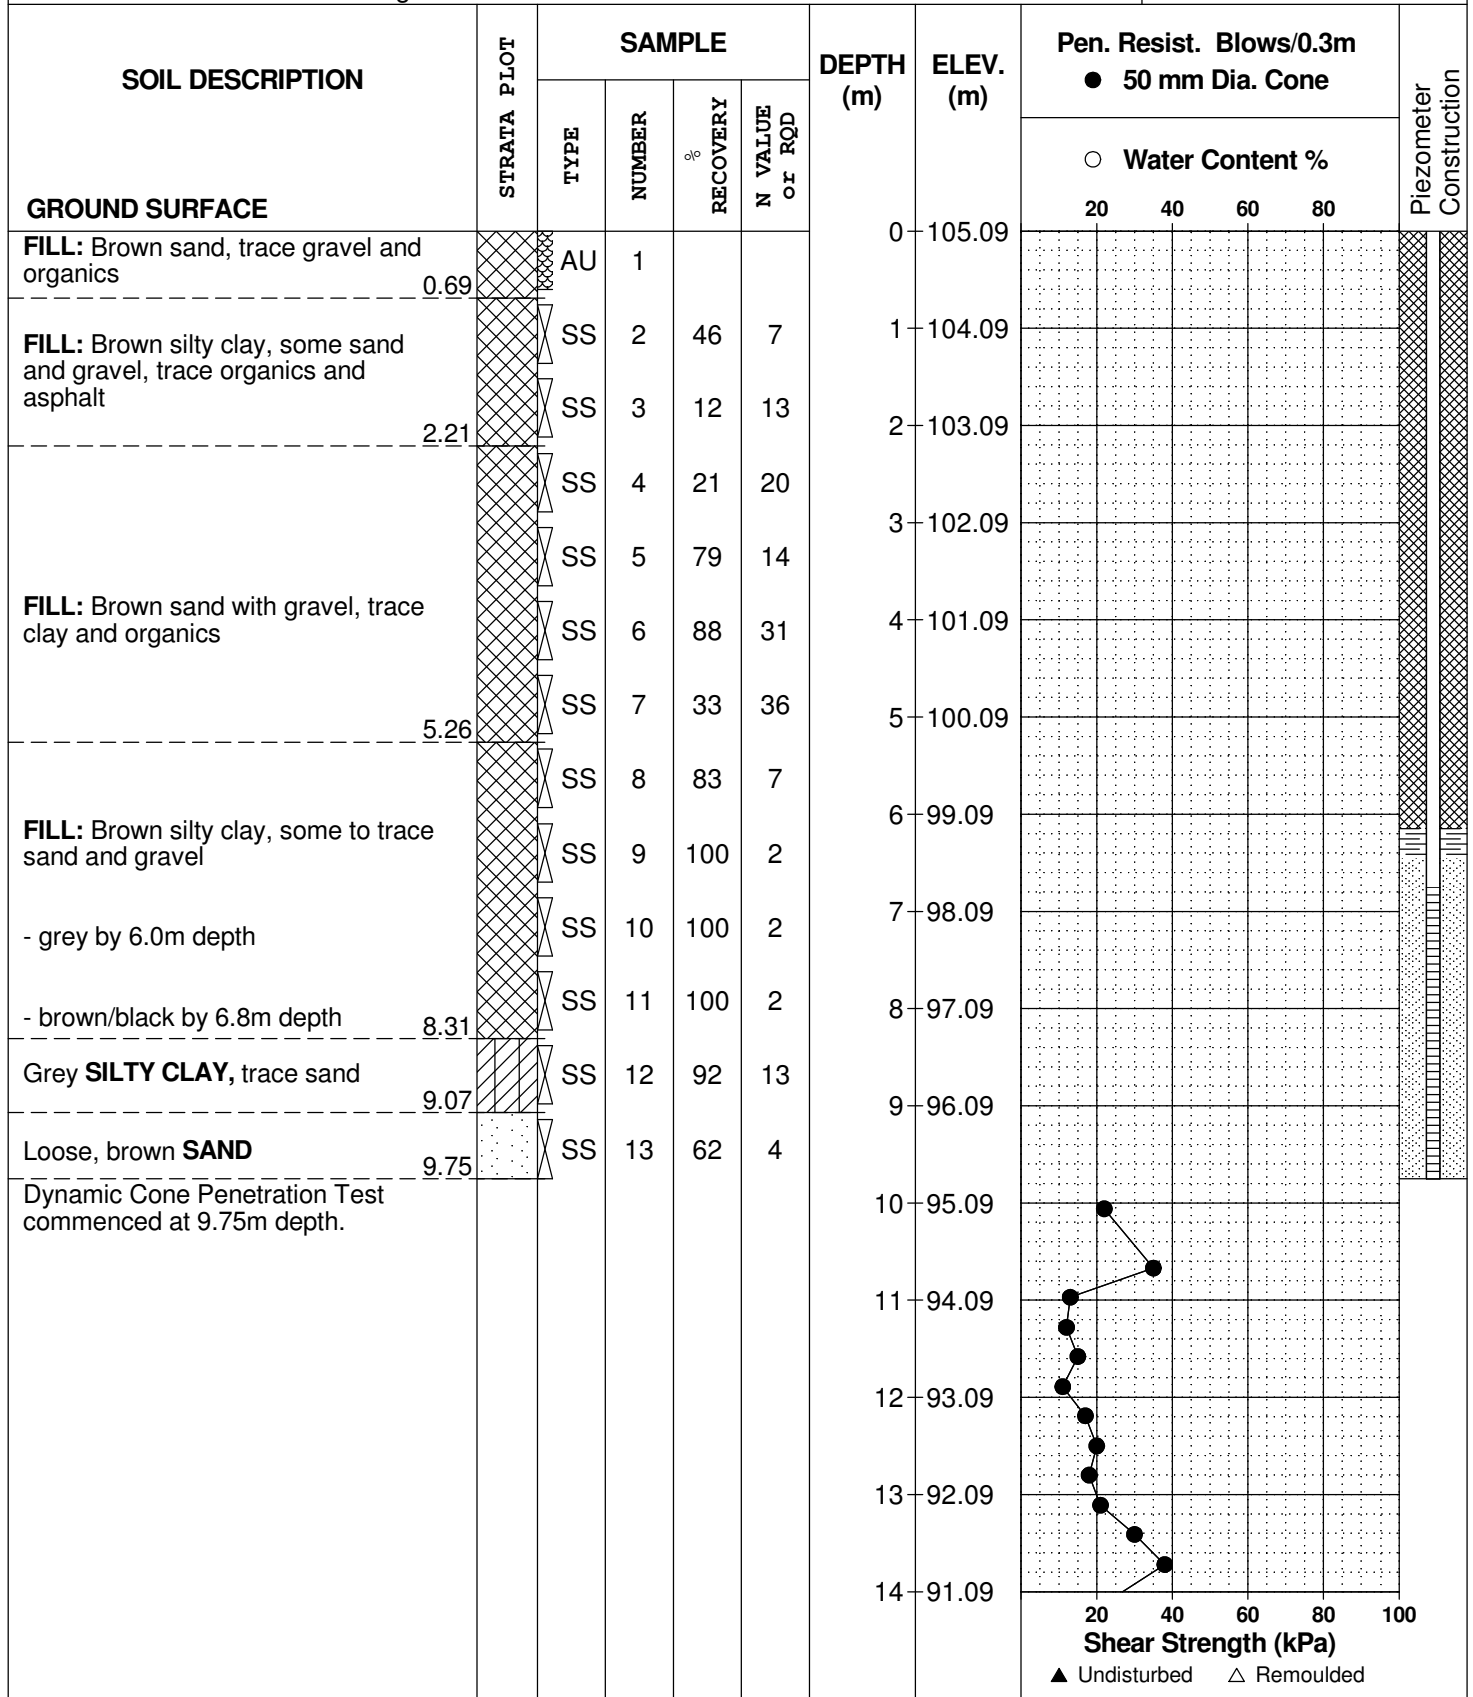 SOIL DESCRIPTION
GROUND SURFACE
STRATA PLOT
SAMPLE
TYPE
NUMBER
% RECOVERY
N VALUE
or RQD
DEPTH
(m)
ELEV.
(m)
Pen. Resist. Blows/0.3m
● 50 mm Dia. Cone
○ Water Content %
20 40 60 80
Piezometer
Construction
FILL: Brown sand, trace gravel and
organics
0.69
FILL: Brown silty clay, some sand
and gravel, trace organics and
asphalt
2.21
FILL: Brown sand with gravel, trace
clay and organics
5.26
FILL: Brown silty clay, some to trace
sand and gravel
- grey by 6.0m depth
- brown/black by 6.8m depth
8.31
Grey SILTY CLAY, trace sand
9.07
Loose, brown SAND
9.75
Dynamic Cone Penetration Test
commenced at 9.75m depth.
AU 1
SS 2 46 7
SS 3 12 13
SS 4 21 20
SS 5 79 14
SS 6 88 31
SS 7 33 36
SS 8 83 7
SS 9 100 2
SS 10 100 2
SS 11 100 2
SS 12 92 13
SS 13 62 4
0 105.09
1 104.09
2 103.09
3 102.09
4 101.09
5 100.09
6 99.09
7 98.09
8 97.09
9 96.09
10 95.09
11 94.09
12 93.09
13 92.09
14 91.09
20 40 60 80 100
Shear Strength (kPa)
▲ Undisturbed △ Remoulded